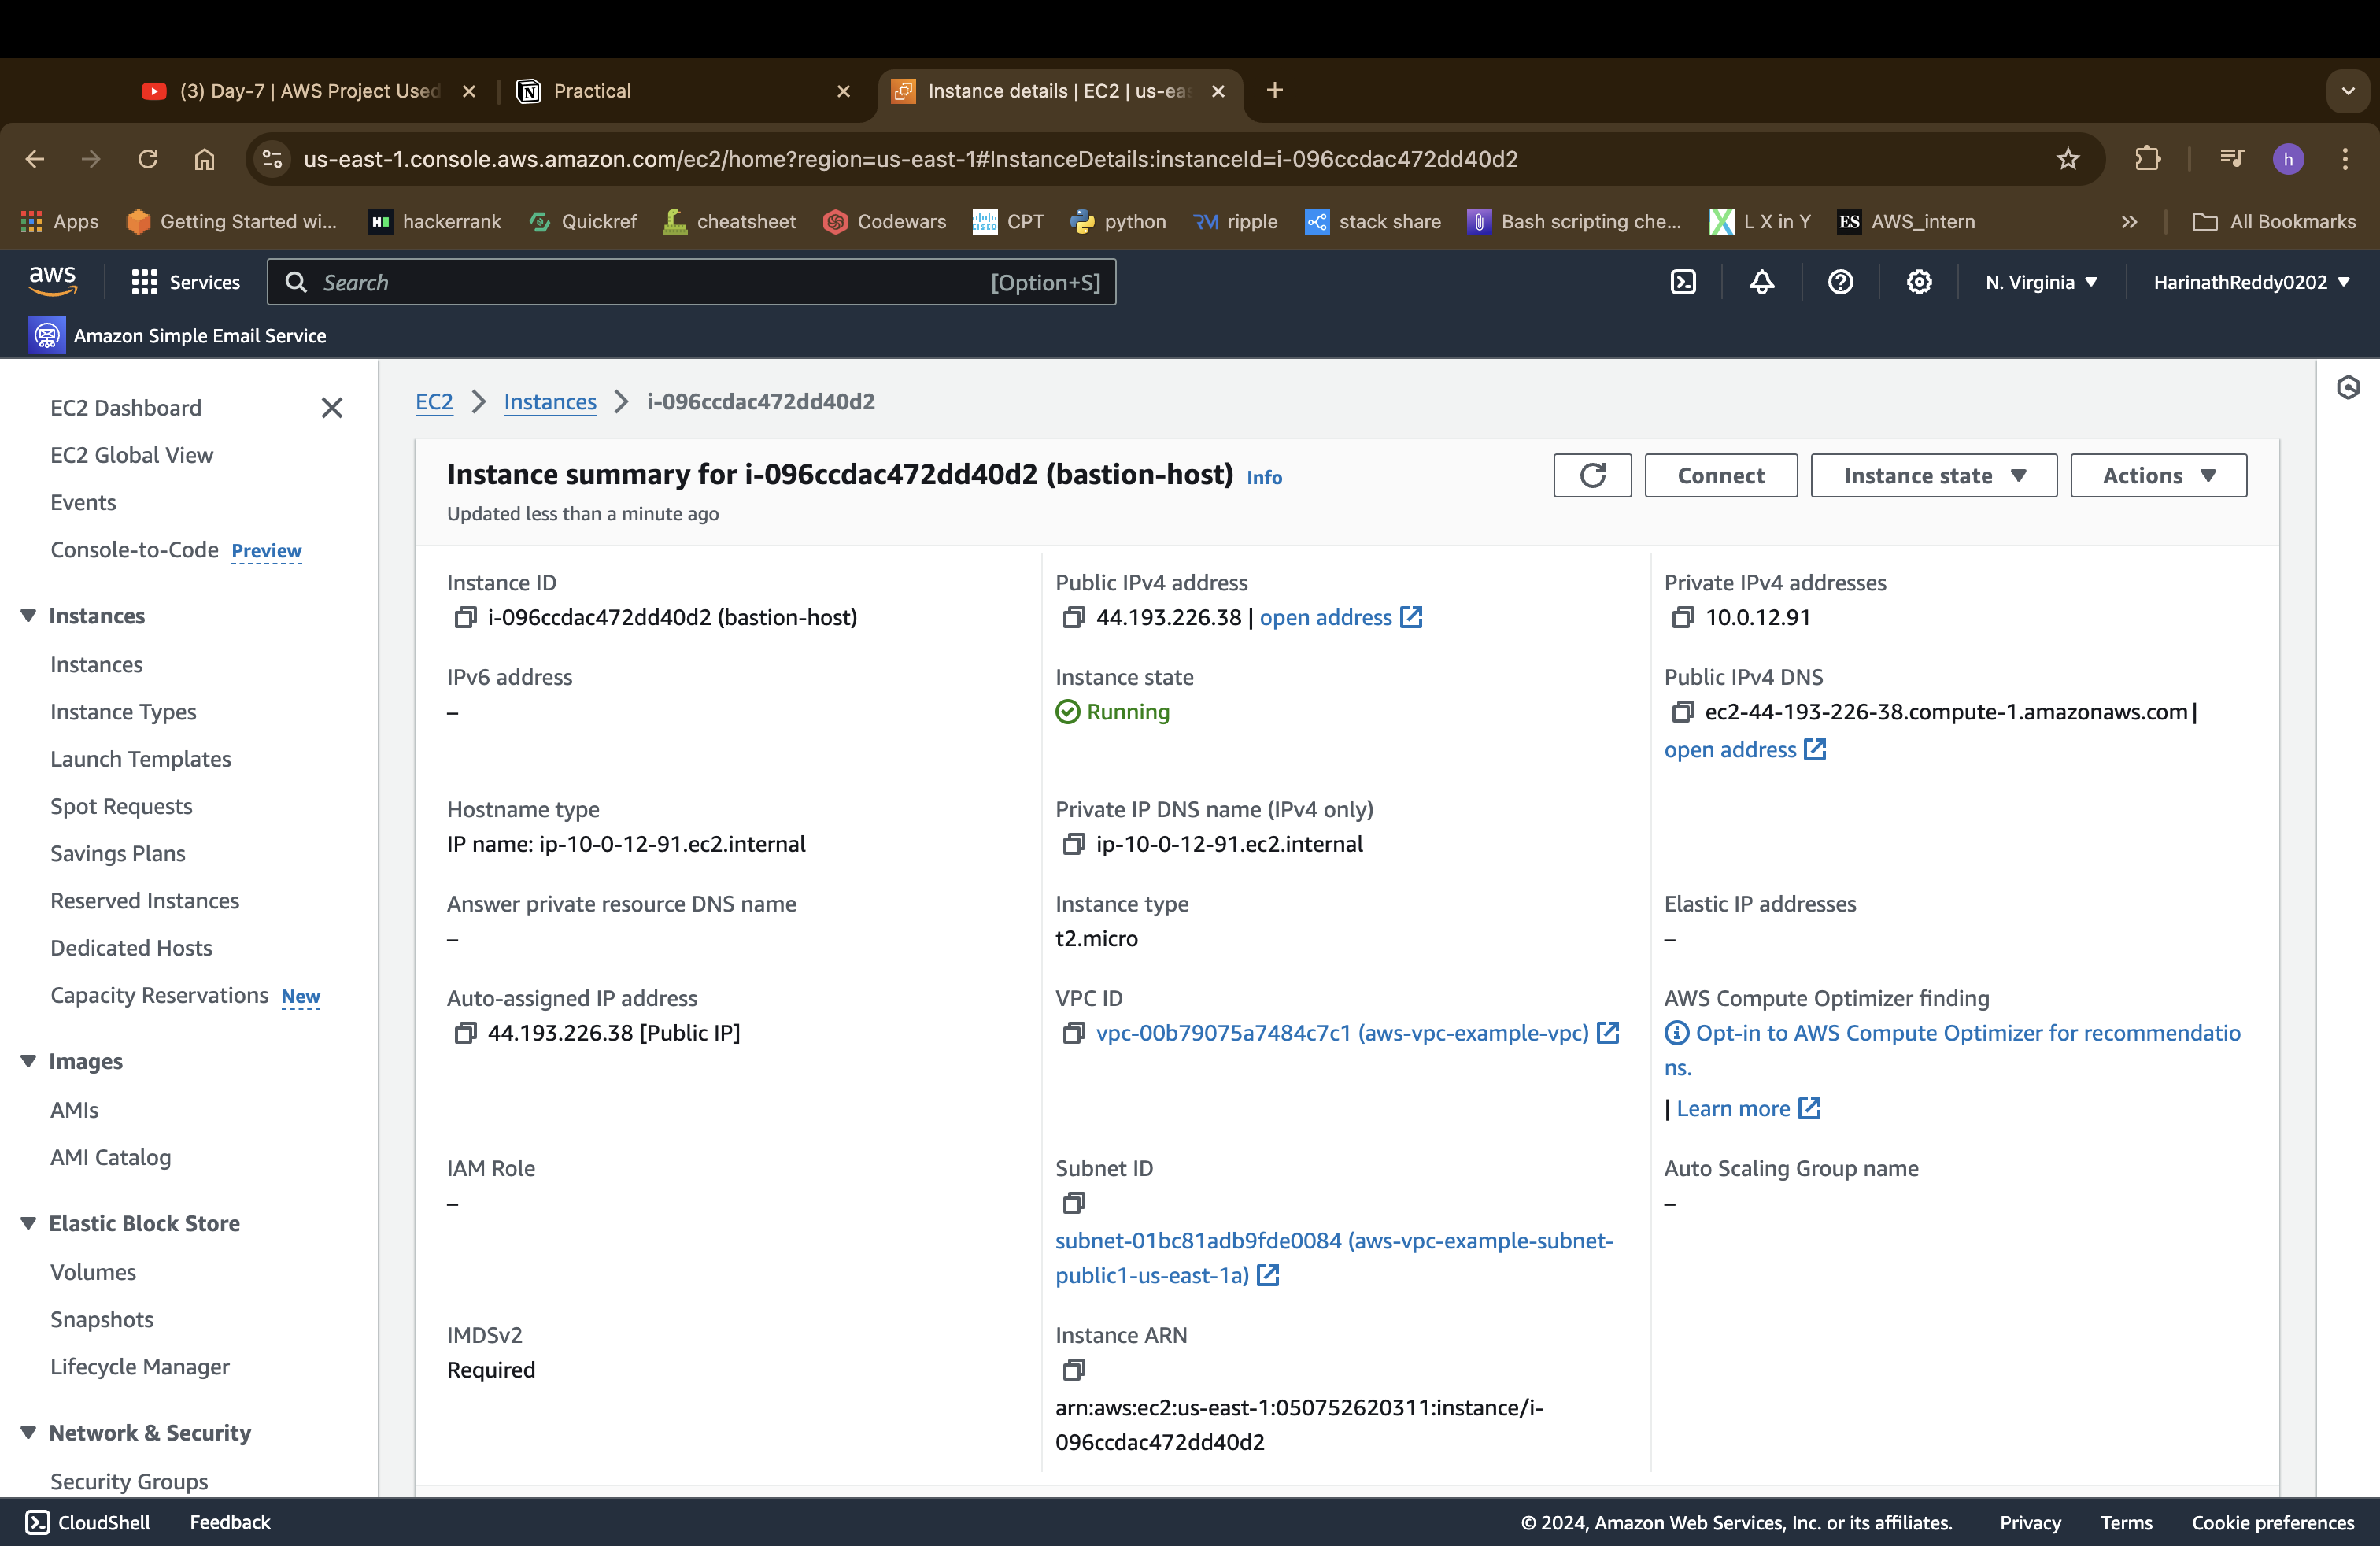 (3) Day-7 | AWS Project Used
Practical
Instance details | EC2 | us-eas
us-east-1.console.aws.amazon.com/ec2/home?region=us-east-1#InstanceDetails:instanceId=i-096ccdac472dd40d2
h
Apps
Getting Started wi...
hackerrank
Quickref
cheatsheet
Codewars
CPT
python
ripple
stack share
Bash scripting che...
L X in Y
ES AWS_intern
All Bookmarks
aws
Services
Search
[Option+S]
N. Virginia
HarinathReddy0202
Amazon Simple Email Service
EC2 Dashboard
EC2 Global View
Events
Console-to-Code Preview
Instances
Instances
Instance Types
Launch Templates
Spot Requests
Savings Plans
Reserved Instances
Dedicated Hosts
Capacity Reservations New
Images
AMIs
AMI Catalog
Elastic Block Store
Volumes
Snapshots
Lifecycle Manager
Network & Security
Security Groups
EC2 > Instances > i-096ccdac472dd40d2
Instance summary for i-096ccdac472dd40d2 (bastion-host) Info
Updated less than a minute ago
Connect
Instance state
Actions
Instance ID
i-096ccdac472dd40d2 (bastion-host)
Public IPv4 address
44.193.226.38 | open address
Private IPv4 addresses
10.0.12.91
IPv6 address
–
Instance state
Running
Public IPv4 DNS
ec2-44-193-226-38.compute-1.amazonaws.com |
open address
Hostname type
IP name: ip-10-0-12-91.ec2.internal
Private IP DNS name (IPv4 only)
ip-10-0-12-91.ec2.internal
Answer private resource DNS name
–
Instance type
t2.micro
Elastic IP addresses
–
Auto-assigned IP address
44.193.226.38 [Public IP]
VPC ID
vpc-00b79075a7484c7c1 (aws-vpc-example-vpc)
AWS Compute Optimizer finding
Opt-in to AWS Compute Optimizer for recommendatio
ns.
| Learn more
IAM Role
–
Subnet ID
subnet-01bc81adb9fde0084 (aws-vpc-example-subnet-
public1-us-east-1a)
Auto Scaling Group name
–
IMDSv2
Required
Instance ARN
arn:aws:ec2:us-east-1:050752620311:instance/i-
096ccdac472dd40d2
CloudShell
Feedback
© 2024, Amazon Web Services, Inc. or its affiliates.
Privacy
Terms
Cookie preferences